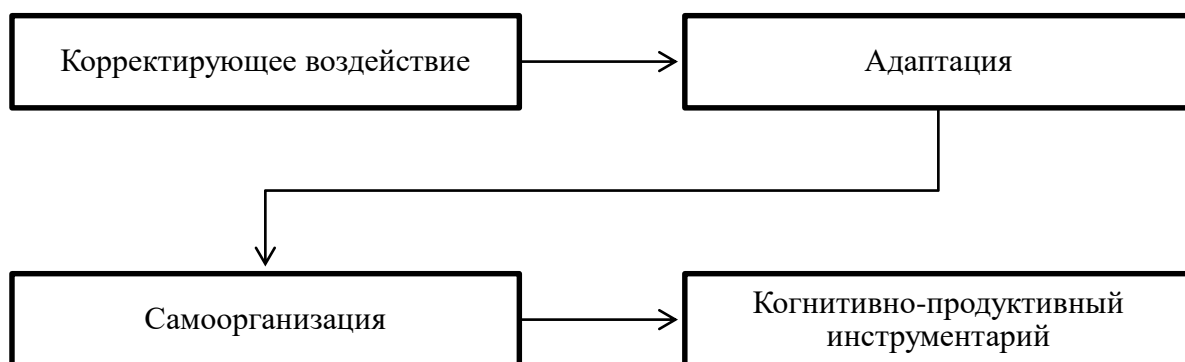 Корректирующее воздействие
Адаптация
Самоорганизация
Когнитивно-продуктивный
инструментарий